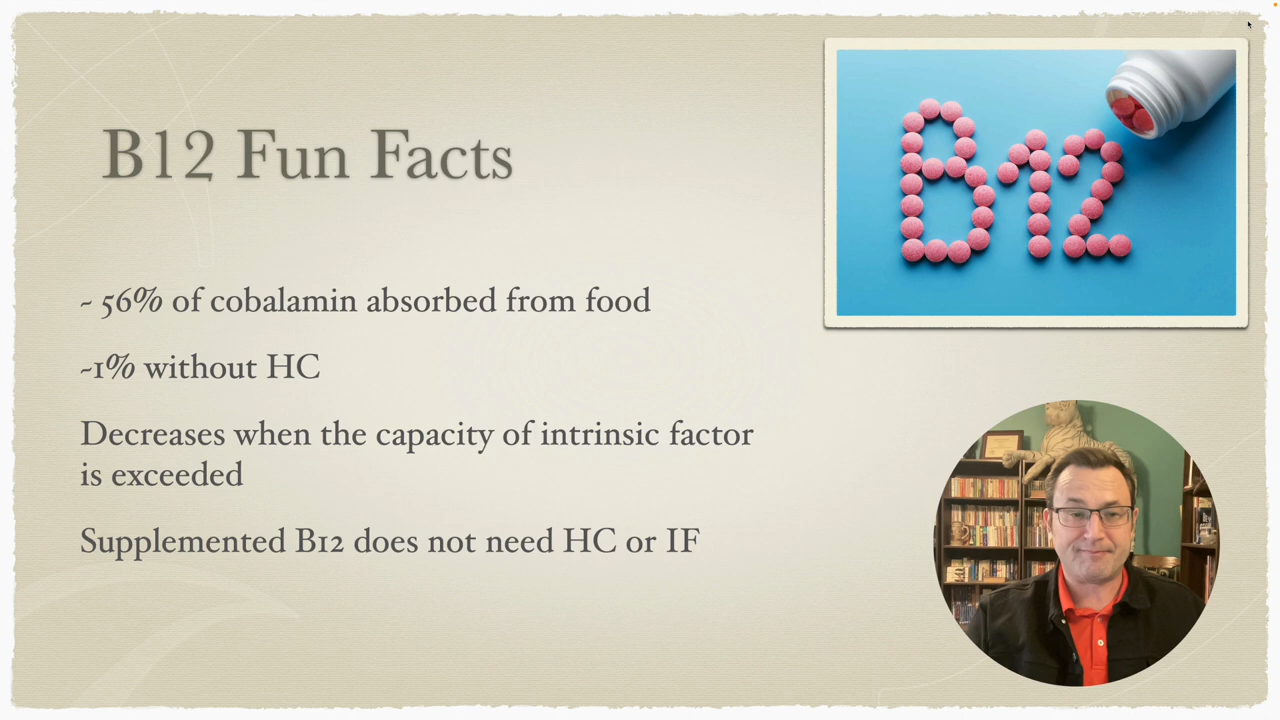 B12 Fun Facts
B12
~ 56% of cobalamin absorbed from food
~1% without HC
Decreases when the capacity of intrinsic factor
is exceeded
Supplemented B12 does not need HC or IF